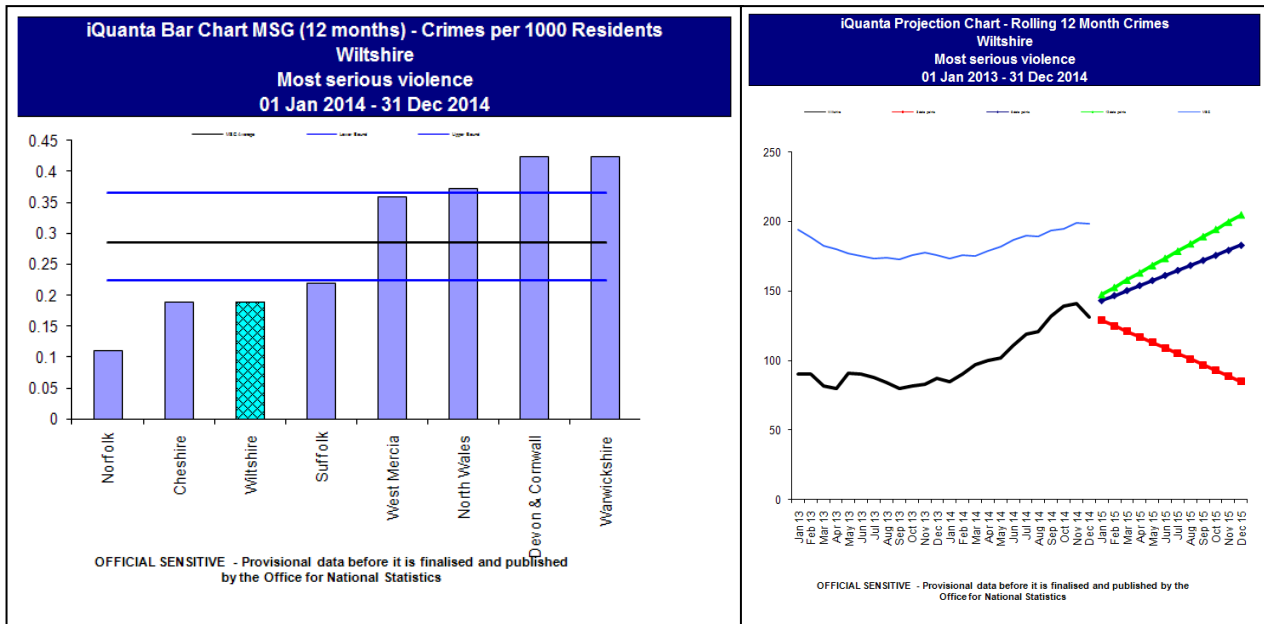 iQuanta Bar Chart MSG (12 months) - Crimes per 1000 Residents
Wiltshire
Most serious violence
01 Jan 2014 - 31 Dec 2014
MSG Average Lower Bound Upper Bound
0.45
0.4
0.35
0.3
0.25
0.2
0.15
0.1
0.05
0
Norfolk
Cheshire
Wiltshire
Suffolk
West Mercia
North Wales
Devon & Cornwall
Warwickshire
OFFICIAL SENSITIVE - Provisional data before it is finalised and published
by the Office for National Statistics
iQuanta Projection Chart - Rolling 12 Month Crimes
Wiltshire
Most serious violence
01 Jan 2013 - 31 Dec 2014
MSG
250
200
150
100
50
0
Jan 13
Feb 13
Mar 13
Apr 13
May 13
Jun 13
Jul 13
Aug 13
Sep 13
Oct 13
Nov 13
Dec 13
Jan 14
Feb 14
Mar 14
Apr 14
May 14
Jun 14
Jul 14
Aug 14
Sep 14
Oct 14
Nov 14
Dec 14
Jan 15
Feb 15
Mar 15
Apr 15
May 15
Jun 15
Jul 15
Aug 15
Sep 15
Oct 15
Nov 15
Dec 15
OFFICIAL SENSITIVE - Provisional data before it is finalised and published by the
Office for National Statistics